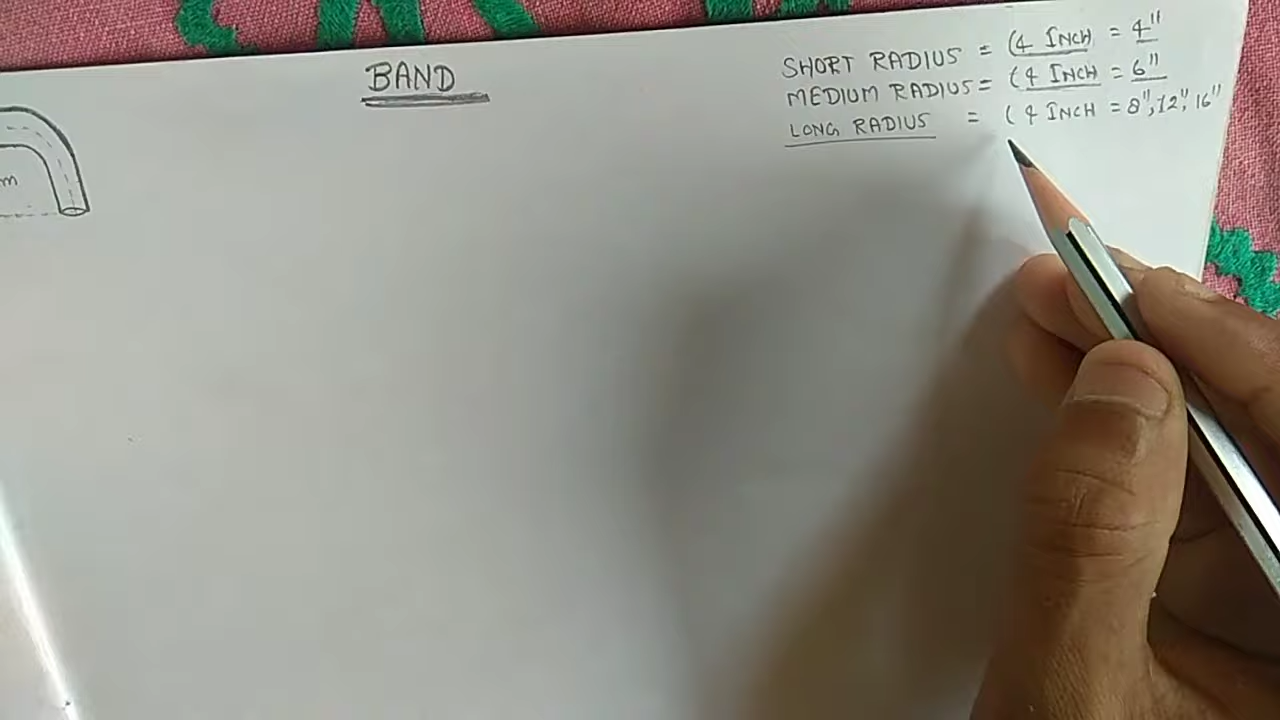 BAND
SHORT RADIUS = (4 INCH = 4"
MEDIUM RADIUS = (4 INCH = 6"
LONG RADIUS = (4 INCH = 8", 12", 16"
m